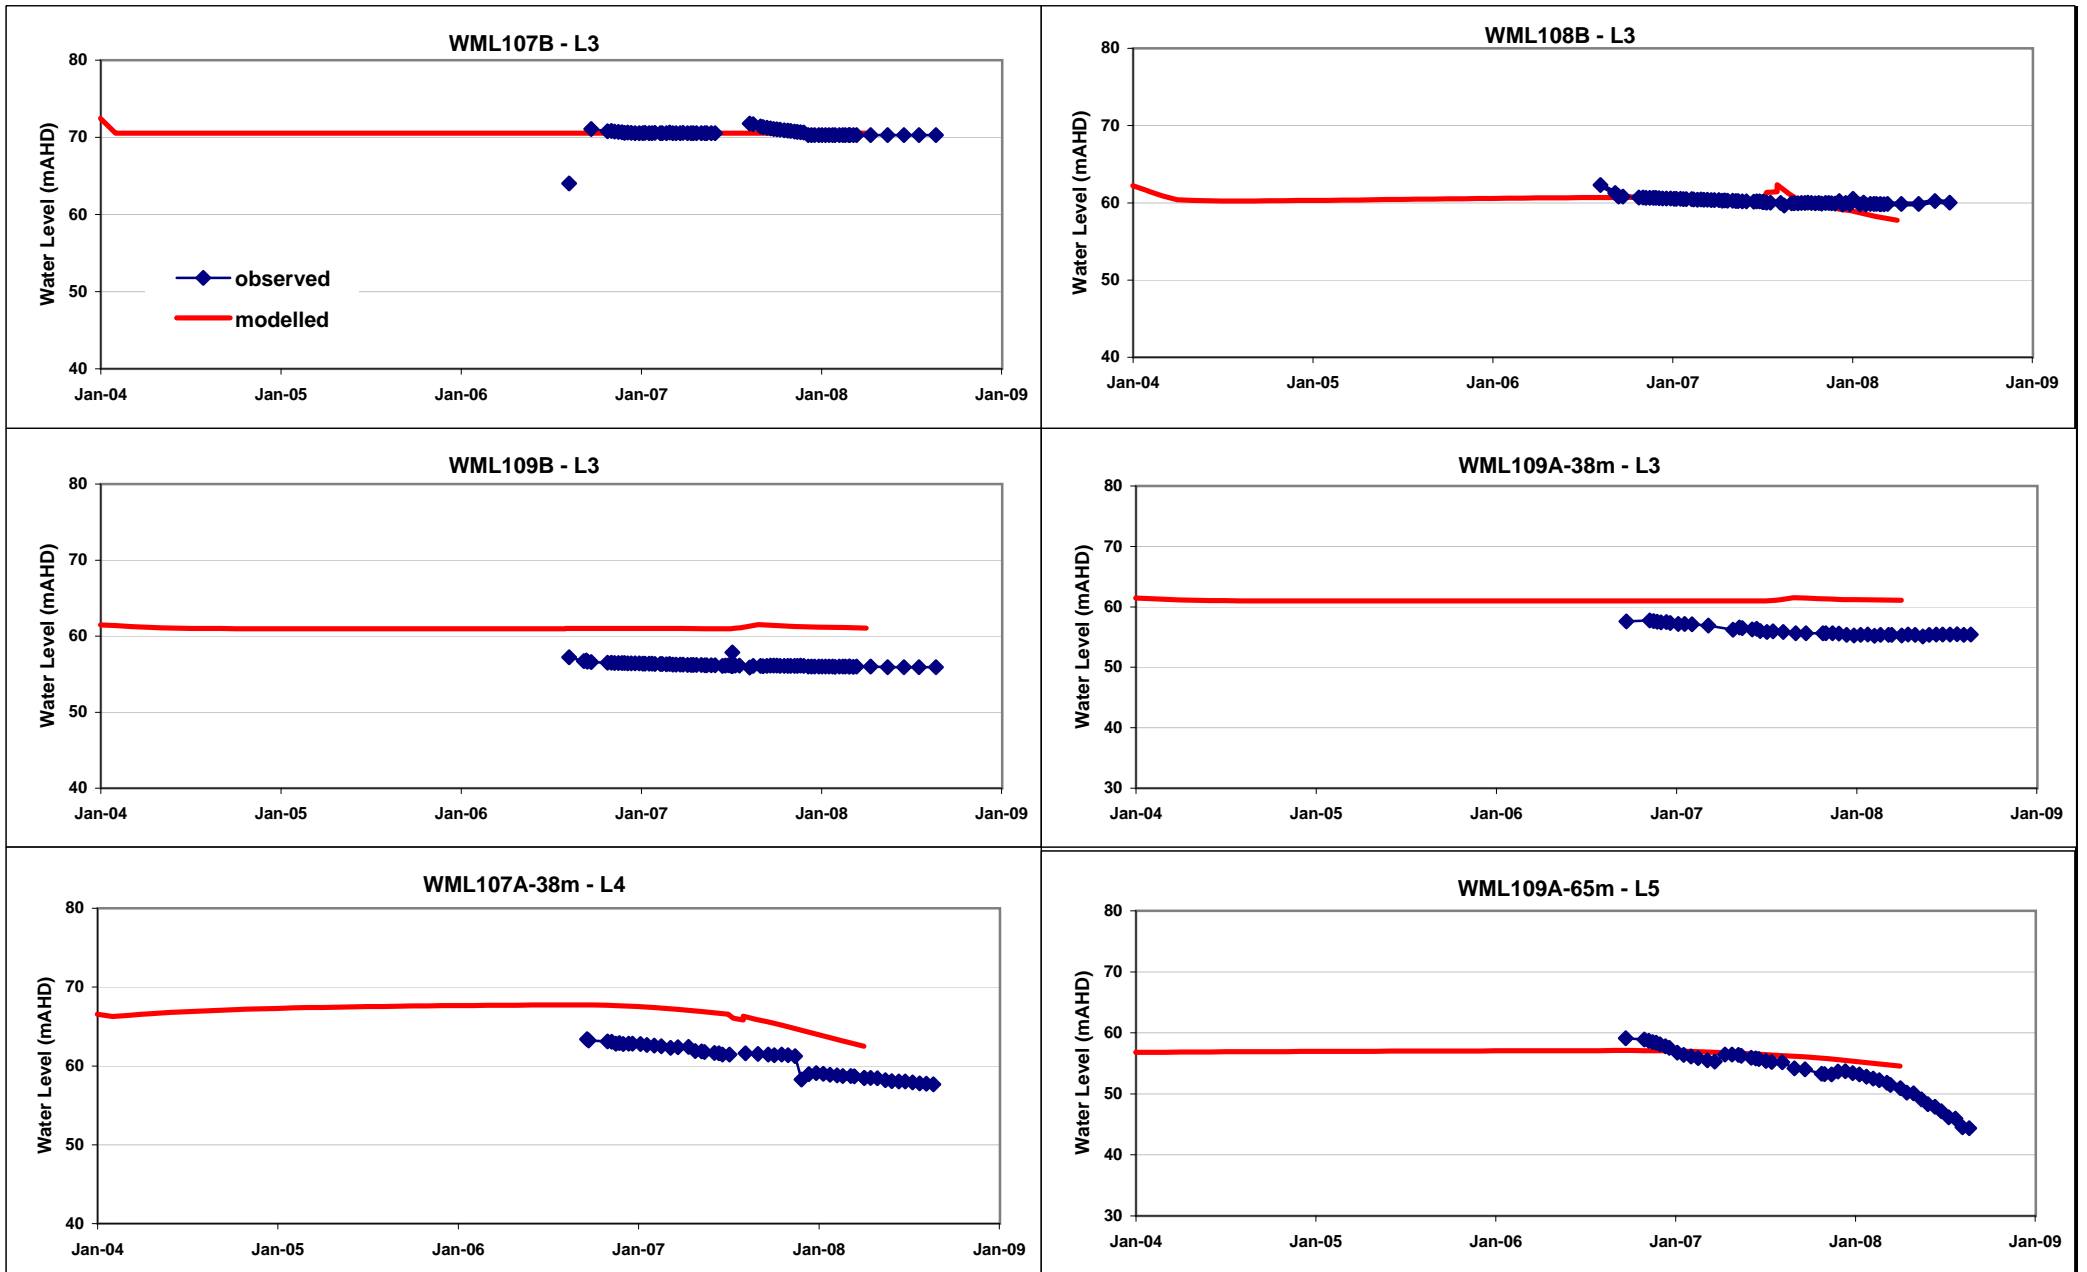 WML107B - L3
80
70
60
50
40
Water Level (mAHD)
observed
modelled
Jan-04 Jan-05 Jan-06 Jan-07 Jan-08 Jan-09
WML108B - L3
80
70
60
50
40
Water Level (mAHD)
Jan-04 Jan-05 Jan-06 Jan-07 Jan-08 Jan-09
WML109B - L3
80
70
60
50
40
Water Level (mAHD)
Jan-04 Jan-05 Jan-06 Jan-07 Jan-08 Jan-09
WML109A-38m - L3
80
70
60
50
40
30
Water Level (mAHD)
Jan-04 Jan-05 Jan-06 Jan-07 Jan-08 Jan-09
WML107A-38m - L4
80
70
60
50
40
Water Level (mAHD)
Jan-04 Jan-05 Jan-06 Jan-07 Jan-08 Jan-09
WML109A-65m - L5
80
70
60
50
40
30
Water Level (mAHD)
Jan-04 Jan-05 Jan-06 Jan-07 Jan-08 Jan-09